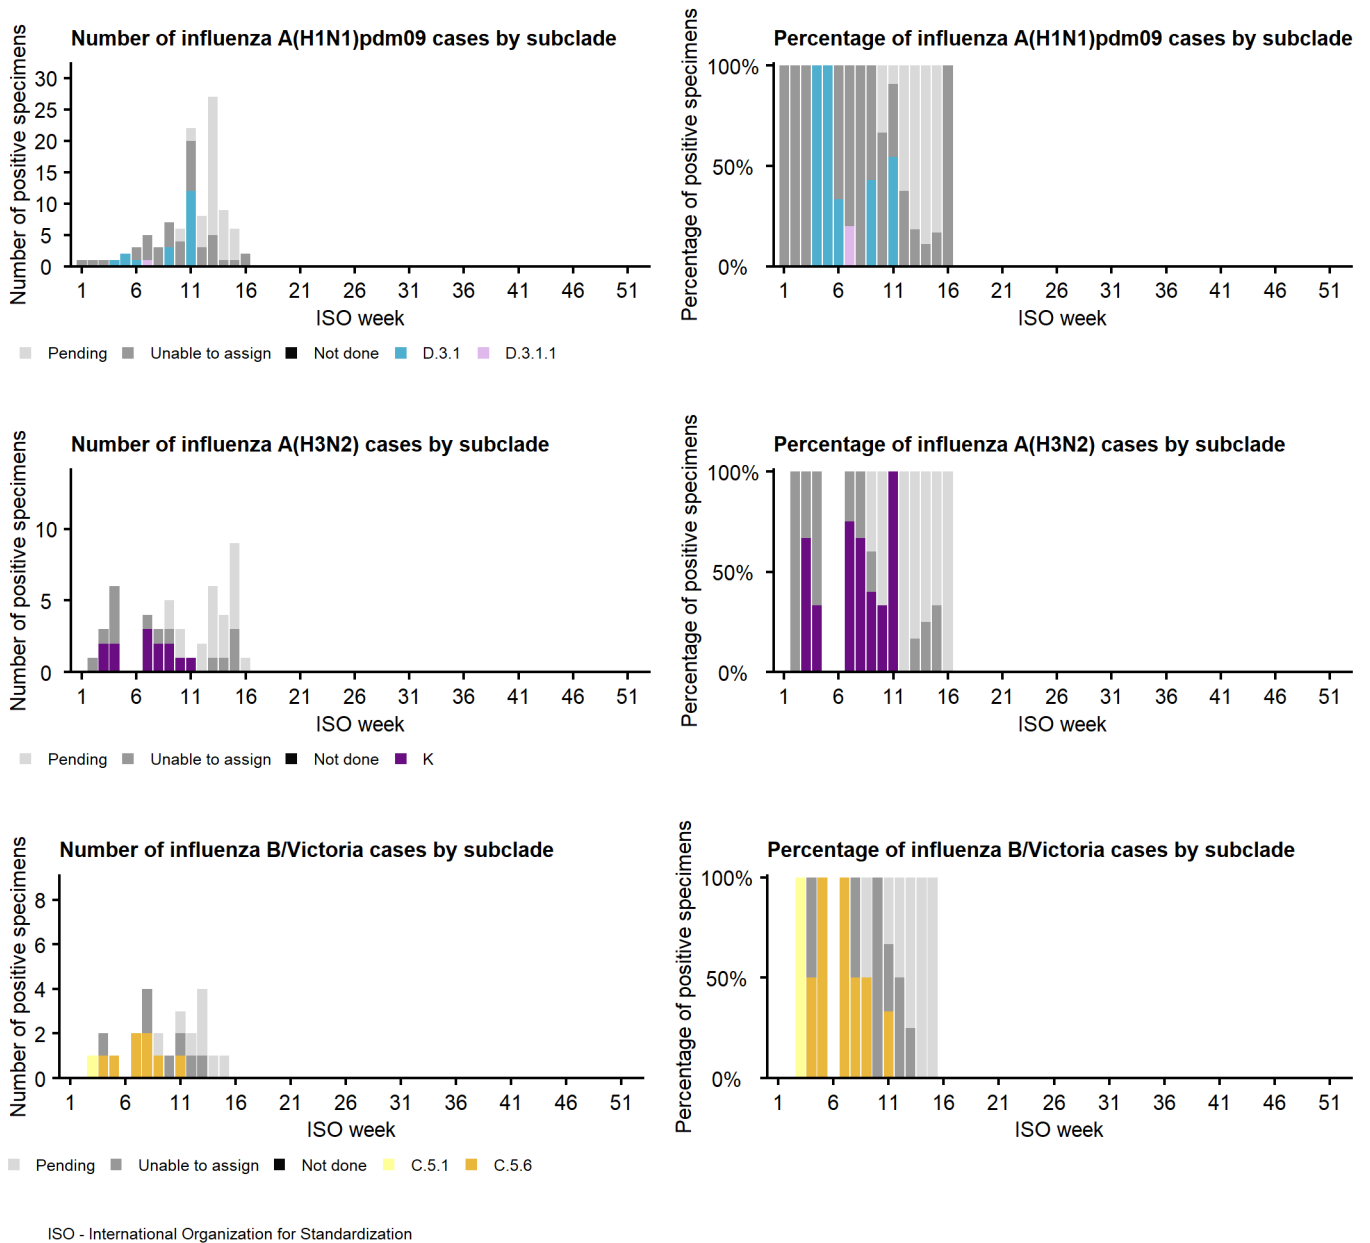 Number of influenza A(H1N1)pdm09 cases by subclade
Number of positive specimens
30
25
20
15
10
5
0
1 6 11 16 21 26 31 36 41 46 51
ISO week
Pending Unable to assign Not done D.3.1 D.3.1.1
Percentage of influenza A(H1N1)pdm09 cases by subclade
Percentage of positive specimens
100%
50%
0%
1 6 11 16 21 26 31 36 41 46 51
ISO week
Number of influenza A(H3N2) cases by subclade
Number of positive specimens
10
5
0
1 6 11 16 21 26 31 36 41 46 51
ISO week
Pending Unable to assign Not done K
Percentage of influenza A(H3N2) cases by subclade
Percentage of positive specimens
100%
50%
0%
1 6 11 16 21 26 31 36 41 46 51
ISO week
Number of influenza B/Victoria cases by subclade
Number of positive specimens
8
6
4
2
0
1 6 11 16 21 26 31 36 41 46 51
ISO week
Pending Unable to assign Not done C.5.1 C.5.6
Percentage of influenza B/Victoria cases by subclade
Percentage of positive specimens
100%
50%
0%
1 6 11 16 21 26 31 36 41 46 51
ISO week
ISO - International Organization for Standardization